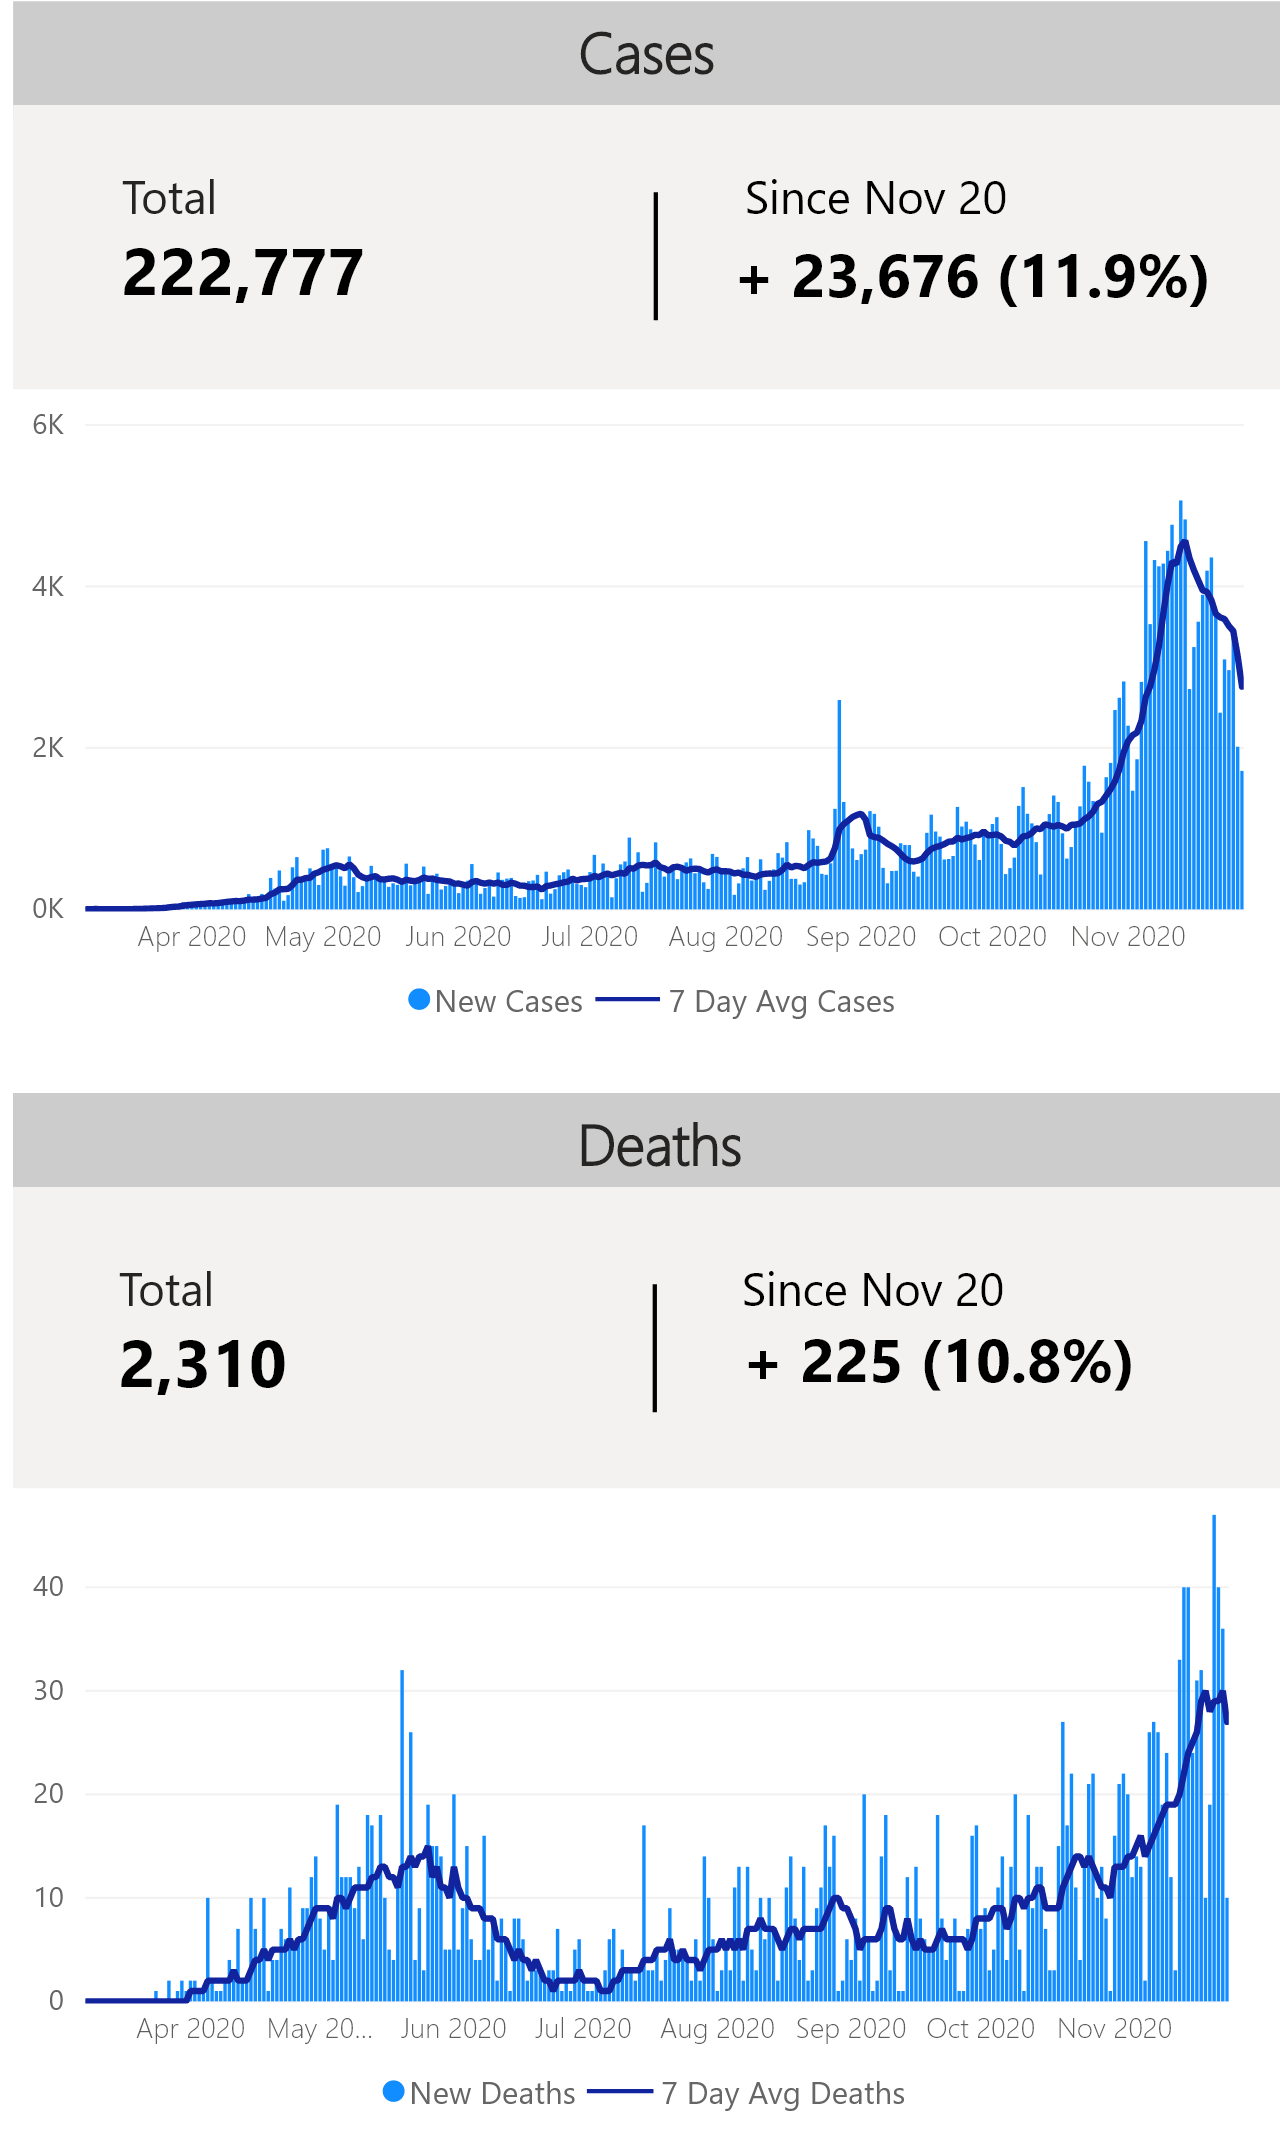 Cases
Total
222,777
Since Nov 20
+ 23,676 (11.9%)
6K
4K
2K
0K
Apr 2020 May 2020 Jun 2020 Jul 2020 Aug 2020 Sep 2020 Oct 2020 Nov 2020
New Cases 7 Day Avg Cases
Deaths
Total
2,310
Since Nov 20
+ 225 (10.8%)
40
30
20
10
0
Apr 2020 May 20... Jun 2020 Jul 2020 Aug 2020 Sep 2020 Oct 2020 Nov 2020
New Deaths 7 Day Avg Deaths